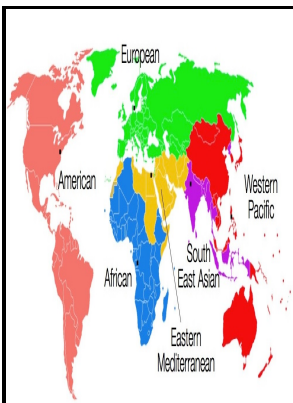 European
American
Western
Pacific
African
South
East Asian
Eastern
Mediterranean